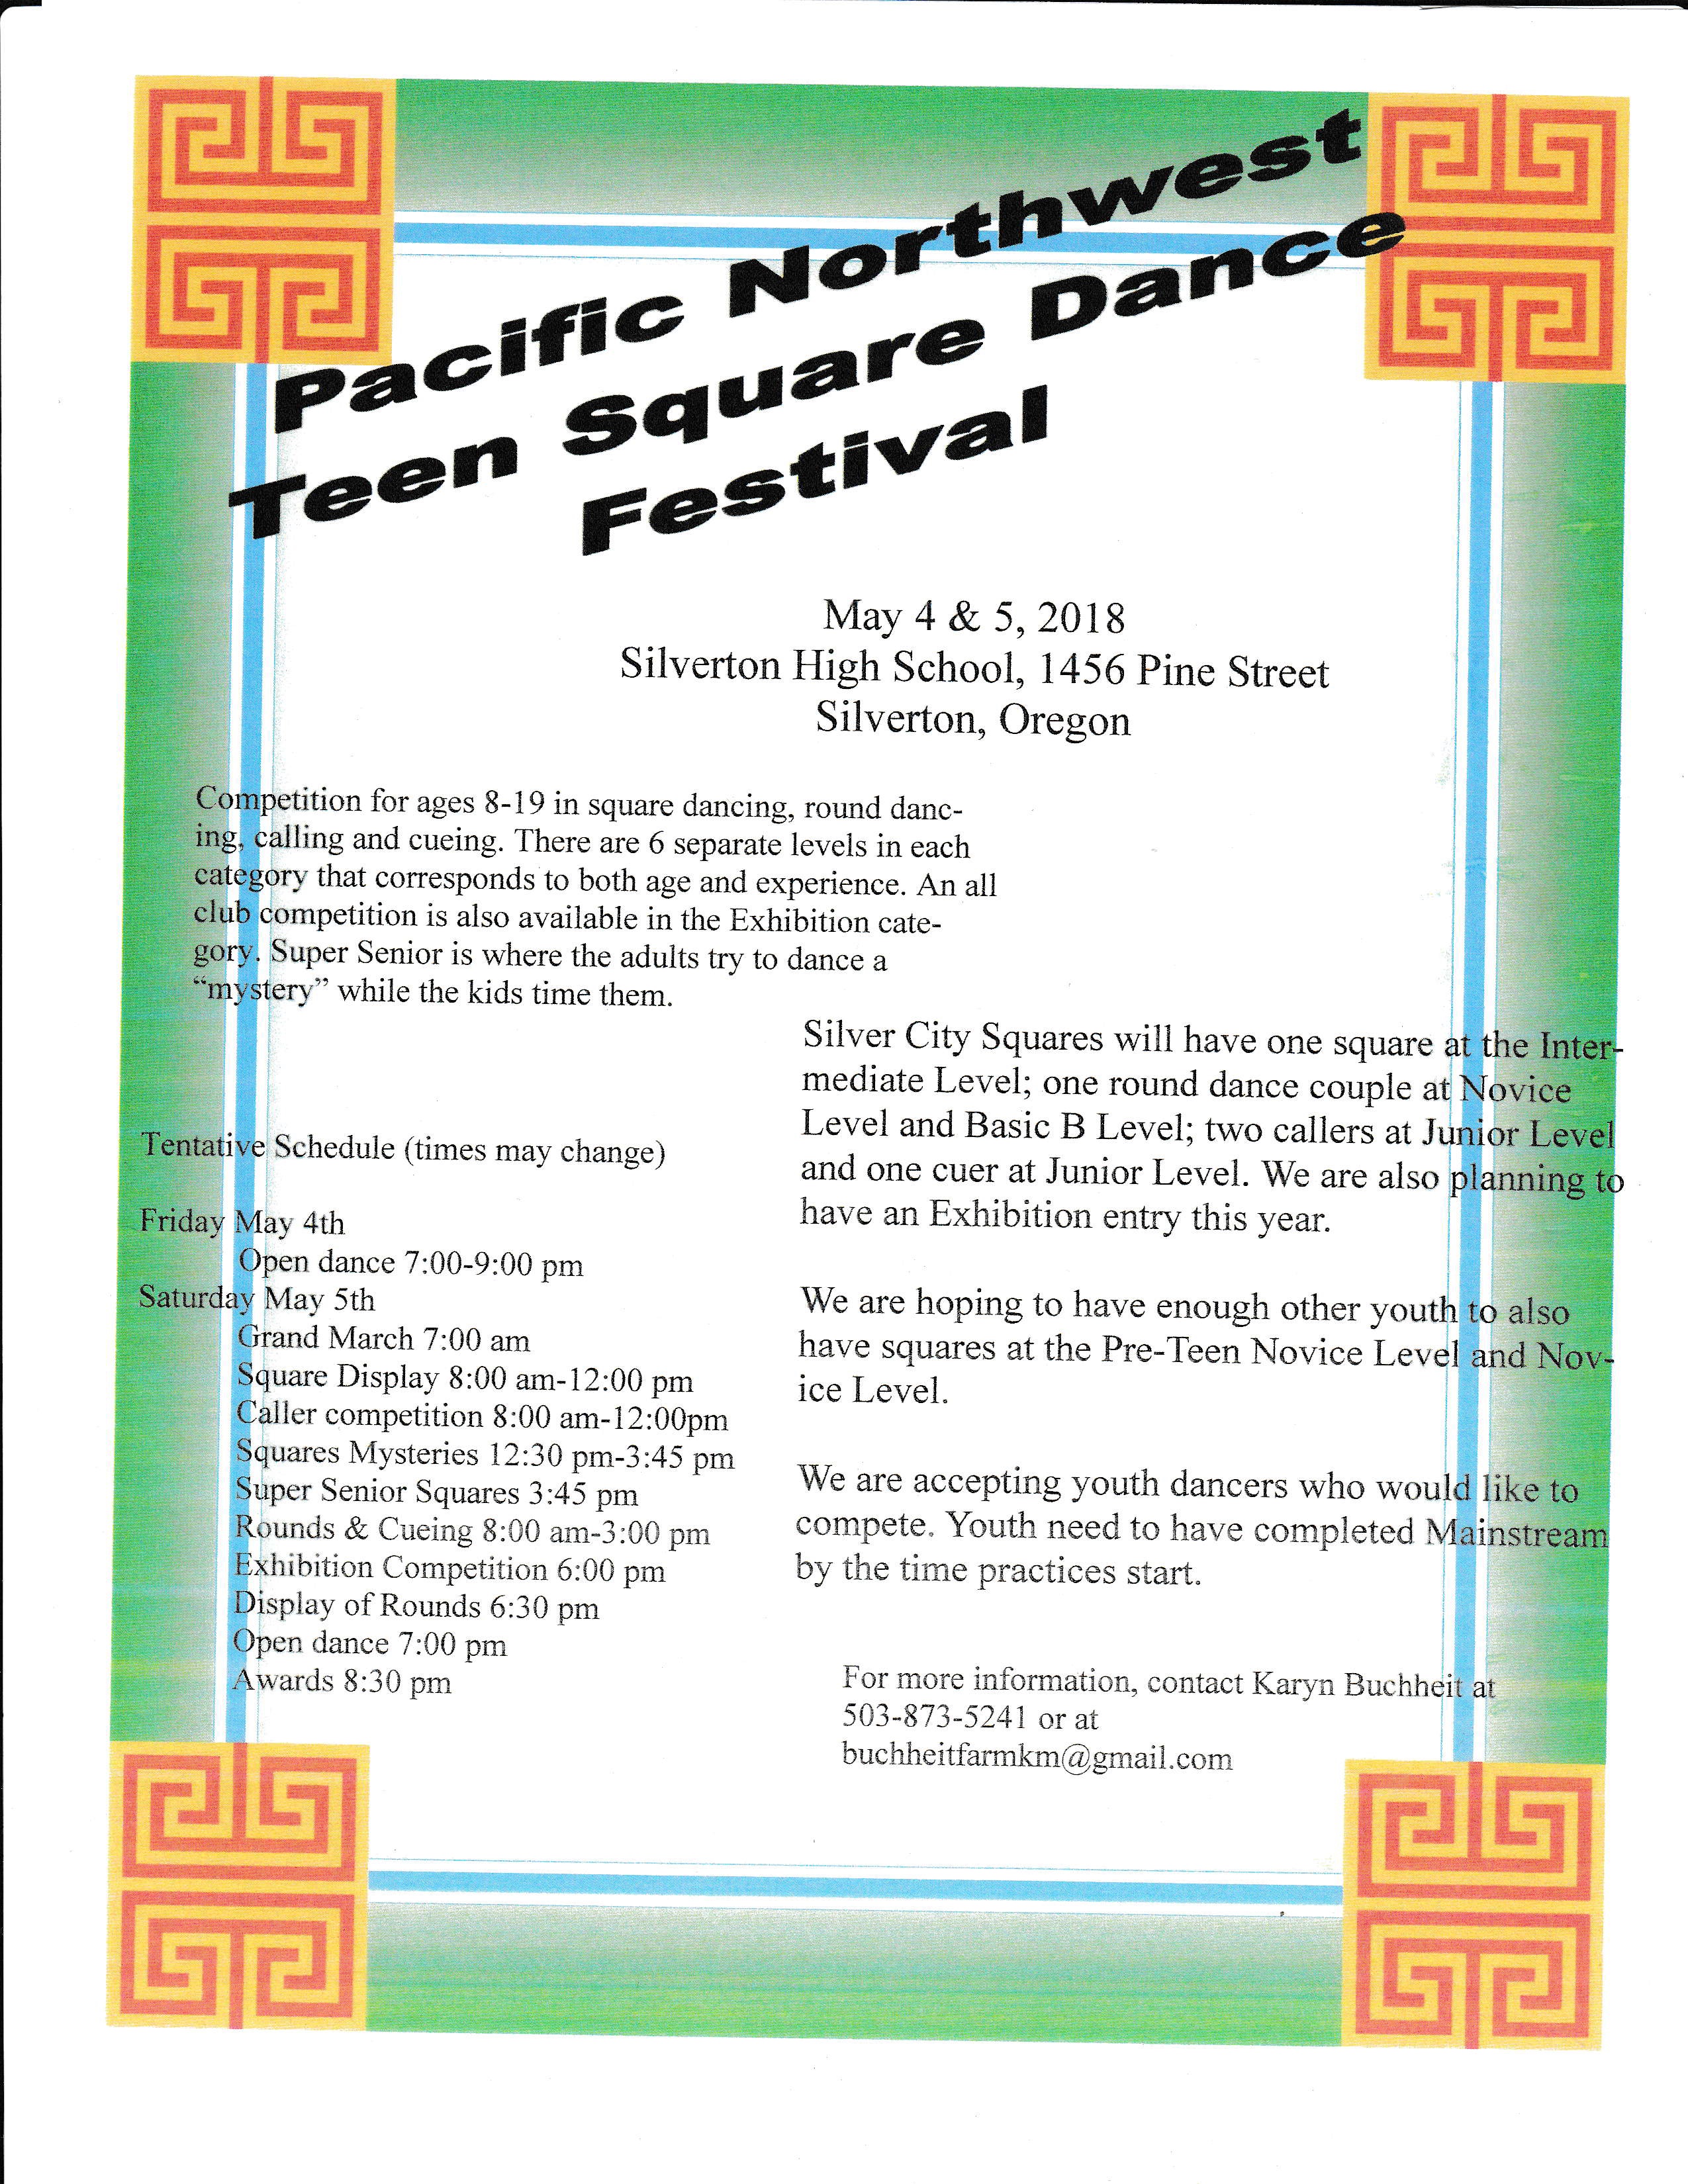 Pacific Northwest
Teen Square Dance
Festival
May 4 & 5, 2018
Silverton High School, 1456 Pine Street
Silverton, Oregon
Competition for ages 8-19 in square dancing, round danc-
ing, calling and cueing. There are 6 separate levels in each
category that corresponds to both age and experience. An all
club competition is also available in the Exhibition cate-
gory. Super Senior is where the adults try to dance a
“mystery” while the kids time them.
Tentative Schedule (times may change)
Friday May 4th
Open dance 7:00-9:00 pm
Saturday May 5th
Grand March 7:00 am
Square Display 8:00 am-12:00 pm
Caller competition 8:00 am-12:00pm
Squares Mysteries 12:30 pm-3:45 pm
Super Senior Squares 3:45 pm
Rounds & Cueing 8:00 am-3:00 pm
Exhibition Competition 6:00 pm
Display of Rounds 6:30 pm
Open dance 7:00 pm
Awards 8:30 pm
Silver City Squares will have one square at the Inter-
mediate Level; one round dance couple at Novice
Level and Basic B Level; two callers at Junior Level
and one cuer at Junior Level. We are also planning to
have an Exhibition entry this year.
We are hoping to have enough other youth to also
have squares at the Pre-Teen Novice Level and Nov-
ice Level.
We are accepting youth dancers who would like to
compete. Youth need to have completed Mainstream
by the time practices start.
For more information, contact Karyn Buchheit at
503-873-5241 or at
buchheitfarmkm@gmail.com